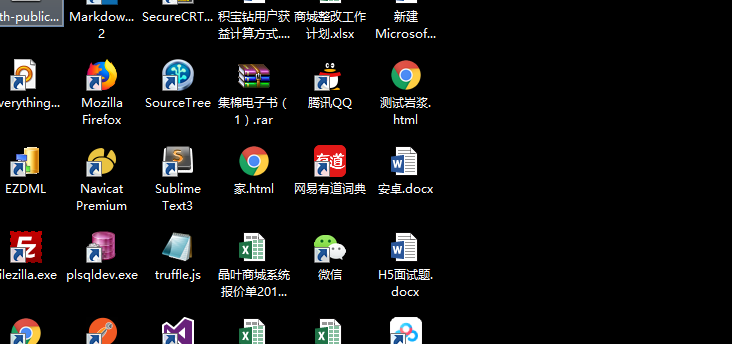 th-public...
Markdown...
2
SecureCRT...
积宝钻用户获
益计算方式....
商城整改工作
计划.xlsx
新建
Microsof...
verything...
Mozilla
Firefox
SourceTree
集棉电子书（
1）.rar
腾讯QQ
测试岩浆.
html
EZDML
Navicat
Premium
Sublime
Text3
家.html
网易有道词典
安卓.docx
ilezilla.exe
plsqldev.exe
truffle.js
晶叶商城系统
报价单201...
微信
H5面试题.
docx